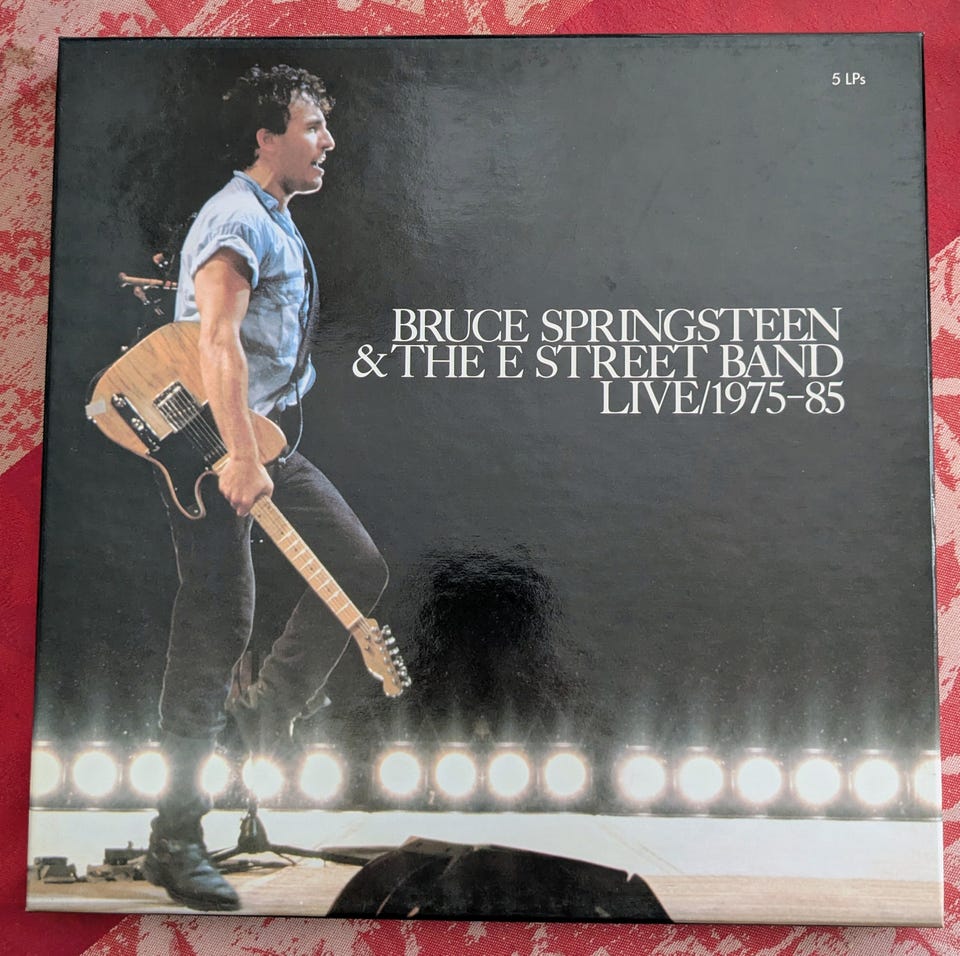 5 LPs
BRUCE SPRINGSTEEN
& THE E STREET BAND
LIVE/1975–85